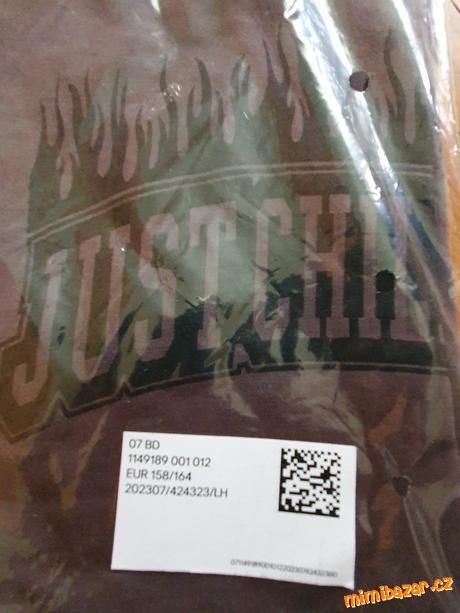 JUST CHI
07 BD
1149189 001 012
EUR 158/164
202307/424323/LH
mimibazar.cz